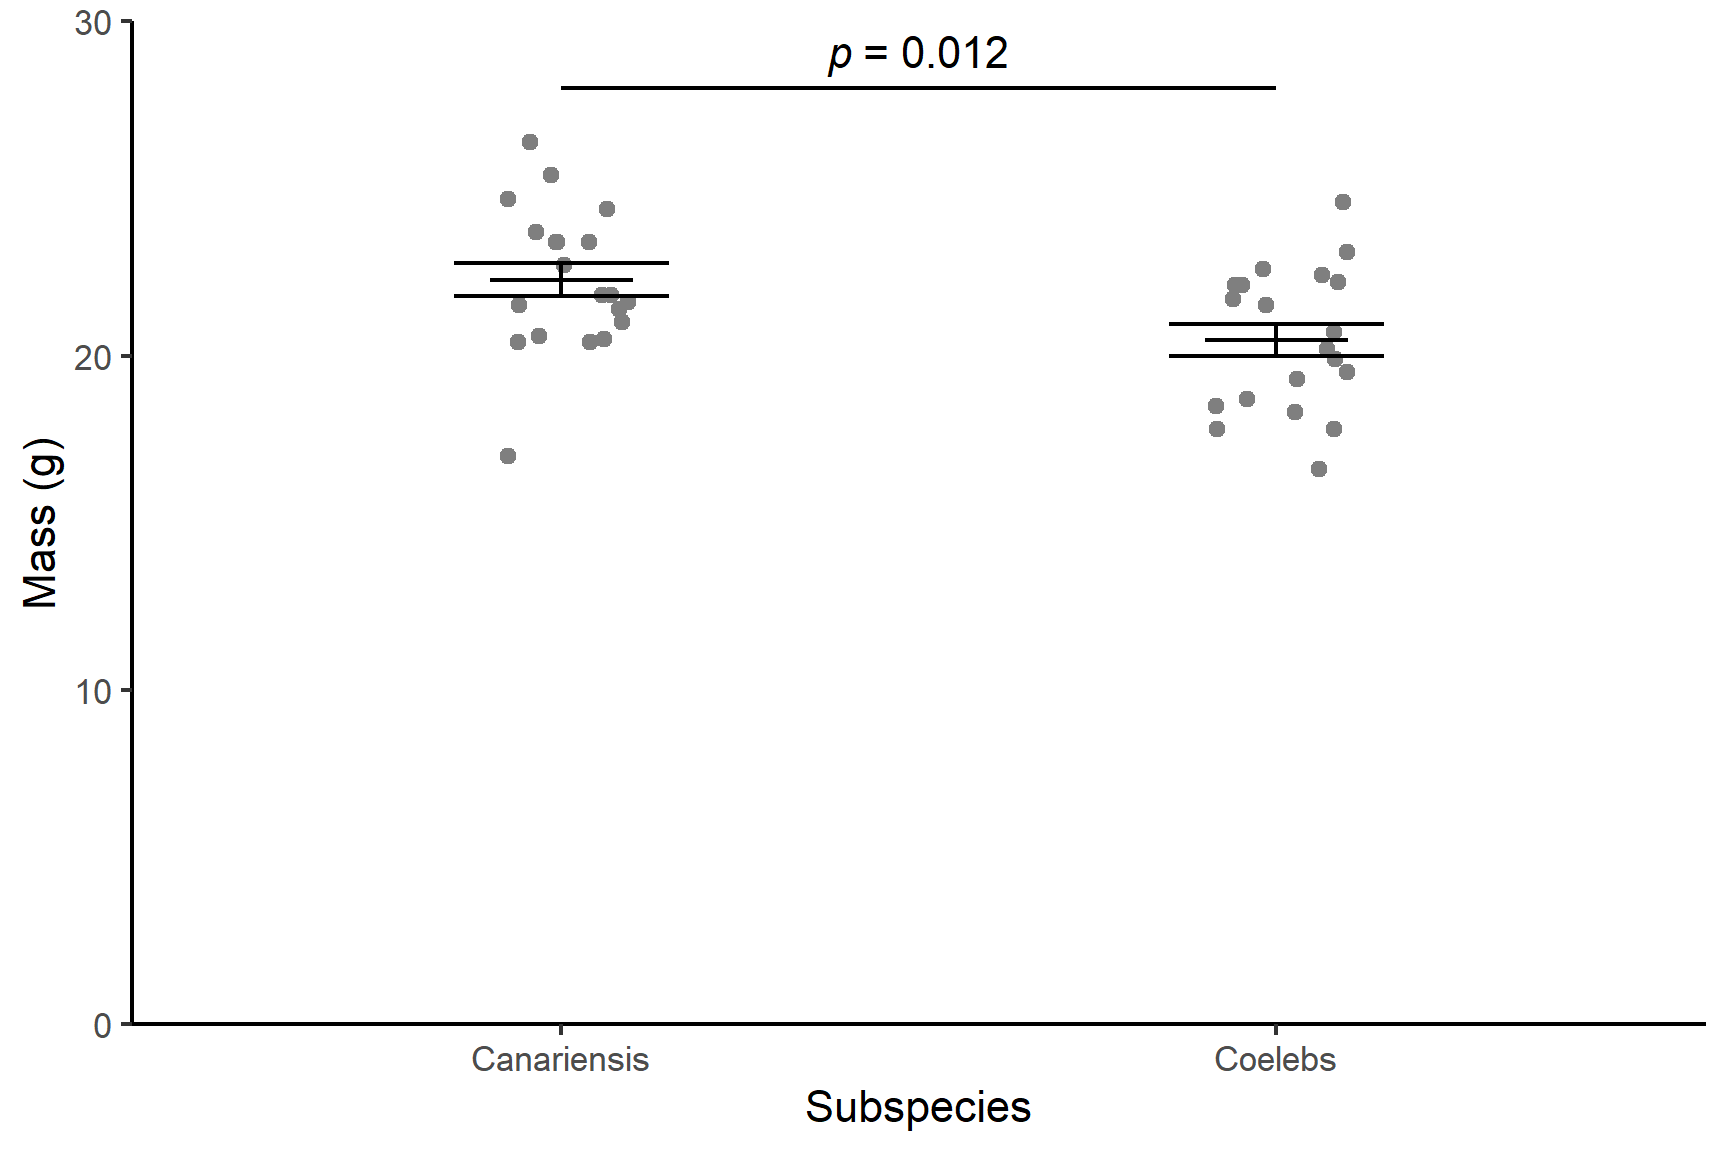 30
p = 0.012
20
Mass (g)
10
0
Canariensis
Coelebs
Subspecies